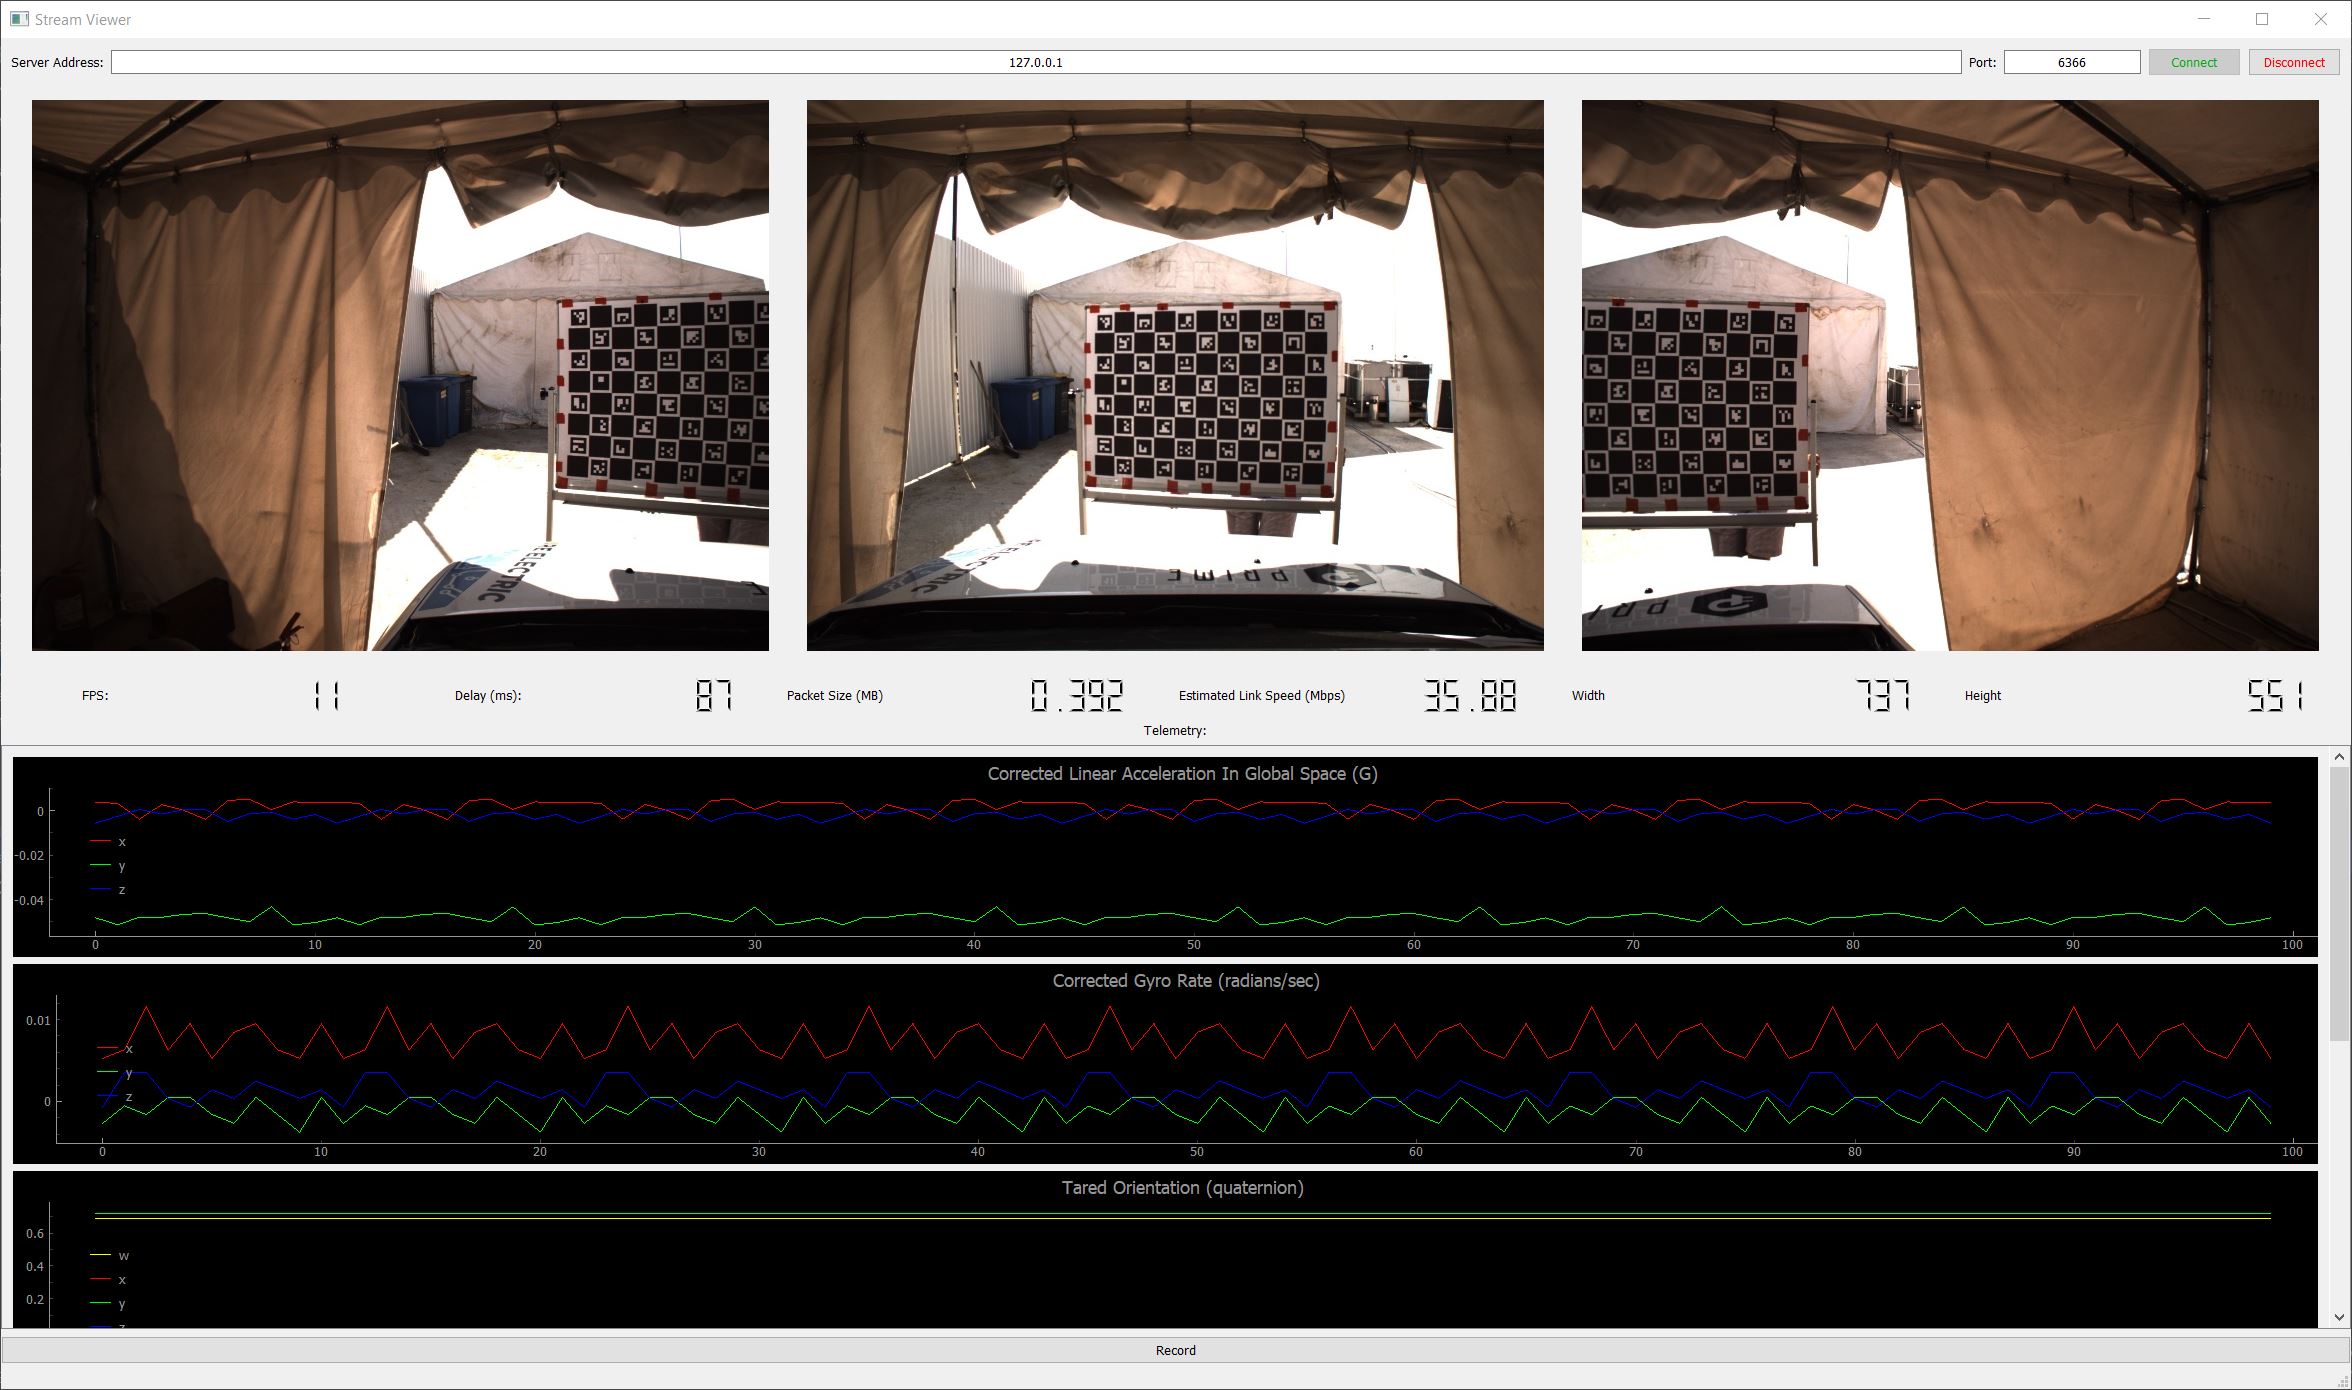 Stream Viewer
Server Address: 127.0.0.1 Port: 6366 Connect Disconnect
ELECTRIC
PRIME
PRI
FPS: 11 Delay (ms): 87 Packet Size (MB) 0.392 Estimated Link Speed (Mbps) 35.88 Width 737 Height 551
Telemetry:
Corrected Linear Acceleration In Global Space (G)
0
x
-0.02
y
z
-0.04
0 10 20 30 40 50 60 70 80 90 100
Corrected Gyro Rate (radians/sec)
0.01
x
y
z
0
0 10 20 30 40 50 60 70 80 90 100
Tared Orientation (quaternion)
0.6
w
0.4
x
0.2
y
z
Record